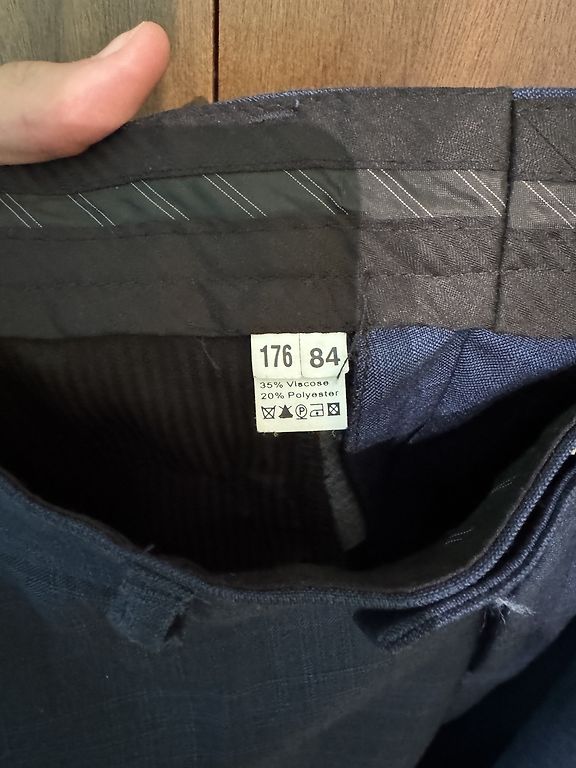 176 84
35% Viscose
20% Polyester
P